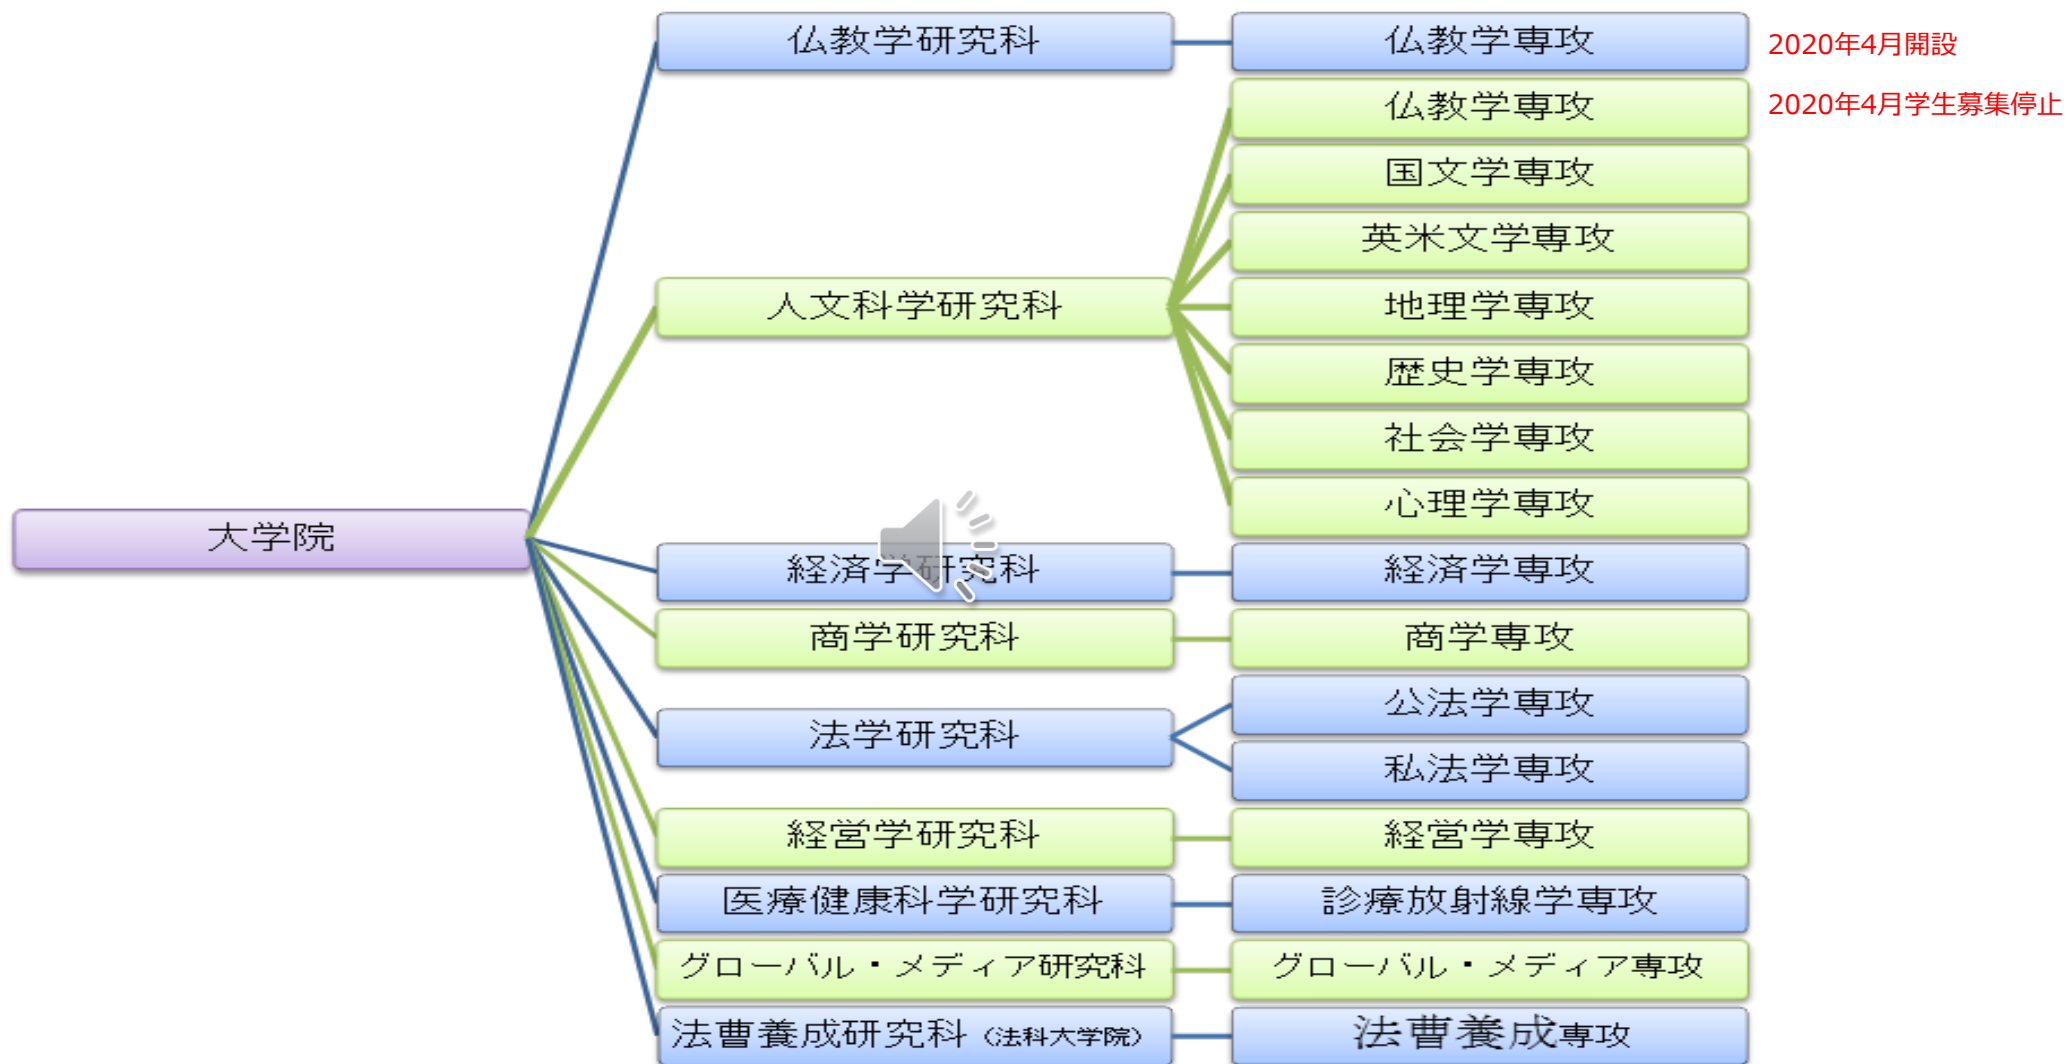 仏教学研究科
仏教学専攻
2020年4月開設
仏教学専攻
2020年4月学生募集停止
国文学専攻
英米文学専攻
人文科学研究科
地理学専攻
歴史学専攻
社会学専攻
心理学専攻
大学院
経済学研究科
経済学専攻
商学研究科
商学専攻
法学研究科
公法学専攻
私法学専攻
経営学研究科
経営学専攻
医療健康科学研究科
診療放射線学専攻
グローバル・メディア研究科
グローバル・メディア専攻
法曹養成研究科（法科大学院）
法曹養成専攻